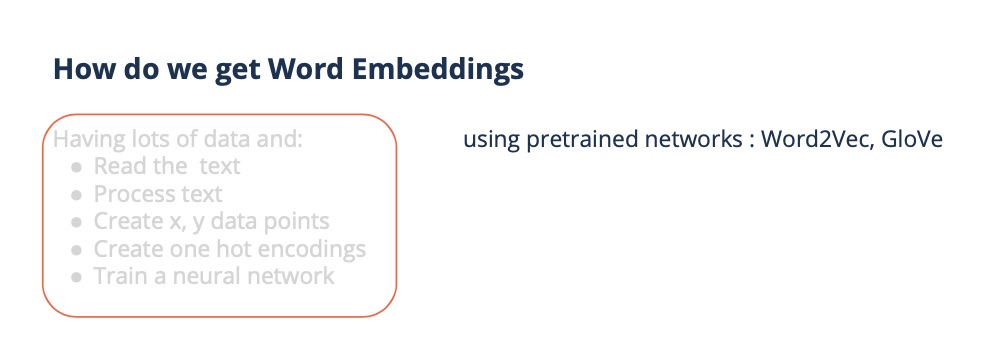 How do we get Word Embeddings
Having lots of data and:
● Read the  text
● Process text
● Create x, y data points
● Create one hot encodings
● Train a neural network
using pretrained networks : Word2Vec, GloVe